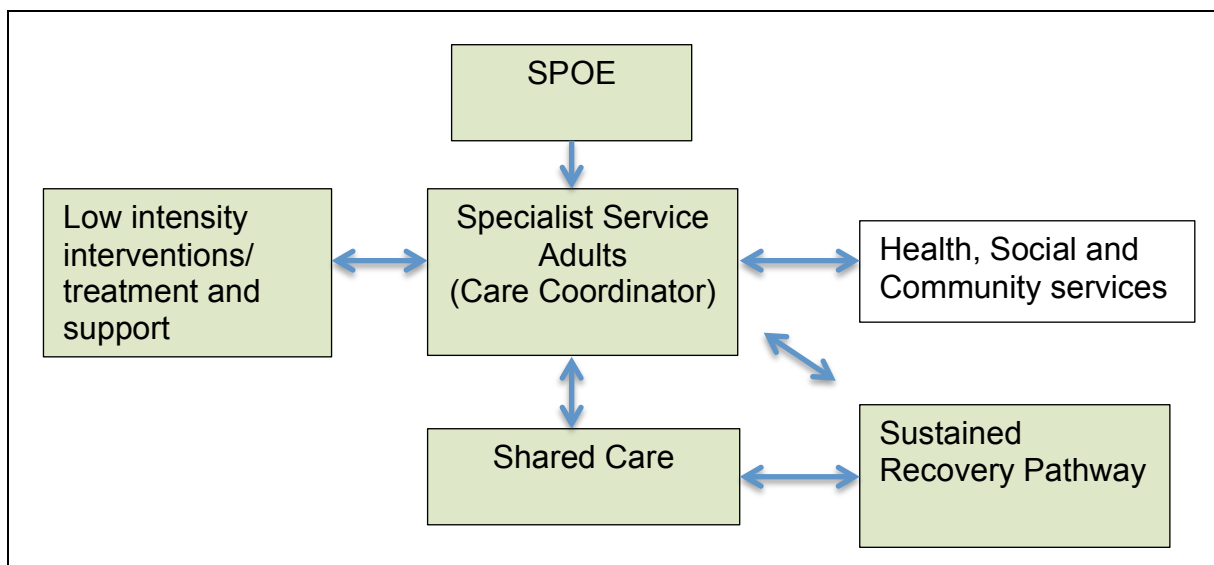 SPOE
Low intensity
interventions/
treatment and
support
Specialist Service
Adults
(Care Coordinator)
Health, Social and
Community services
Shared Care
Sustained
Recovery Pathway